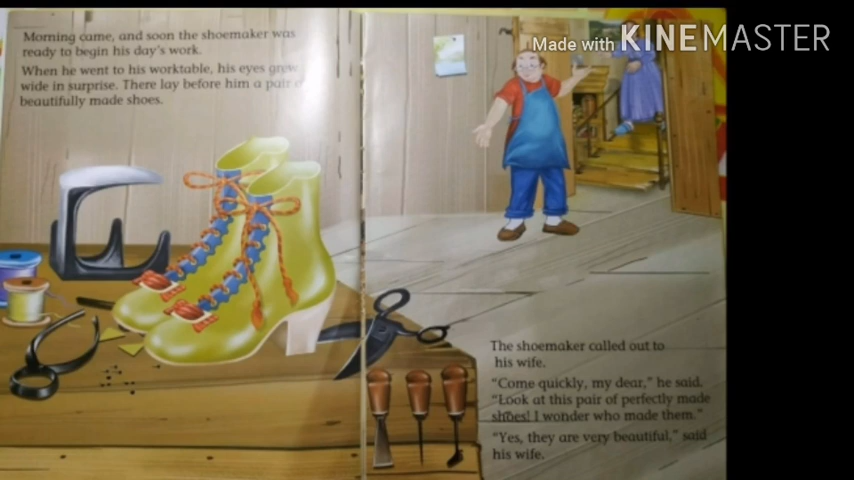 Morning came, and soon the shoemaker was
ready to begin his day's work.
When he went to his worktable, his eyes grew
wide in surprise. There lay before him a pair
beautifully made shoes.
Made with KINEMASTER
The shoemaker called out to
his wife.
"Come quickly, my dear," he said.
"Look at this pair of perfectly made
shoes! I wonder who made them."
"Yes, they are very beautiful," said
his wife.